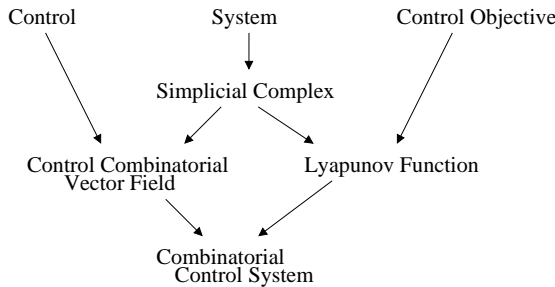 Control
System
Control Objective
Simplicial Complex
Control Combinatorial
Vector Field
Lyapunov Function
Combinatorial
Control System